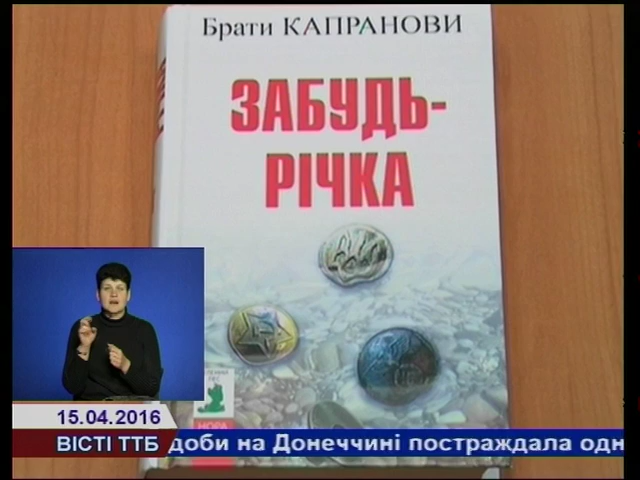 Брати КАПРАНОВИ
ЗАБУДЬ-
РІЧКА
НОРА
15.04.2016
ВІСТІ ТТБ
доби на Донеччині постраждала одн